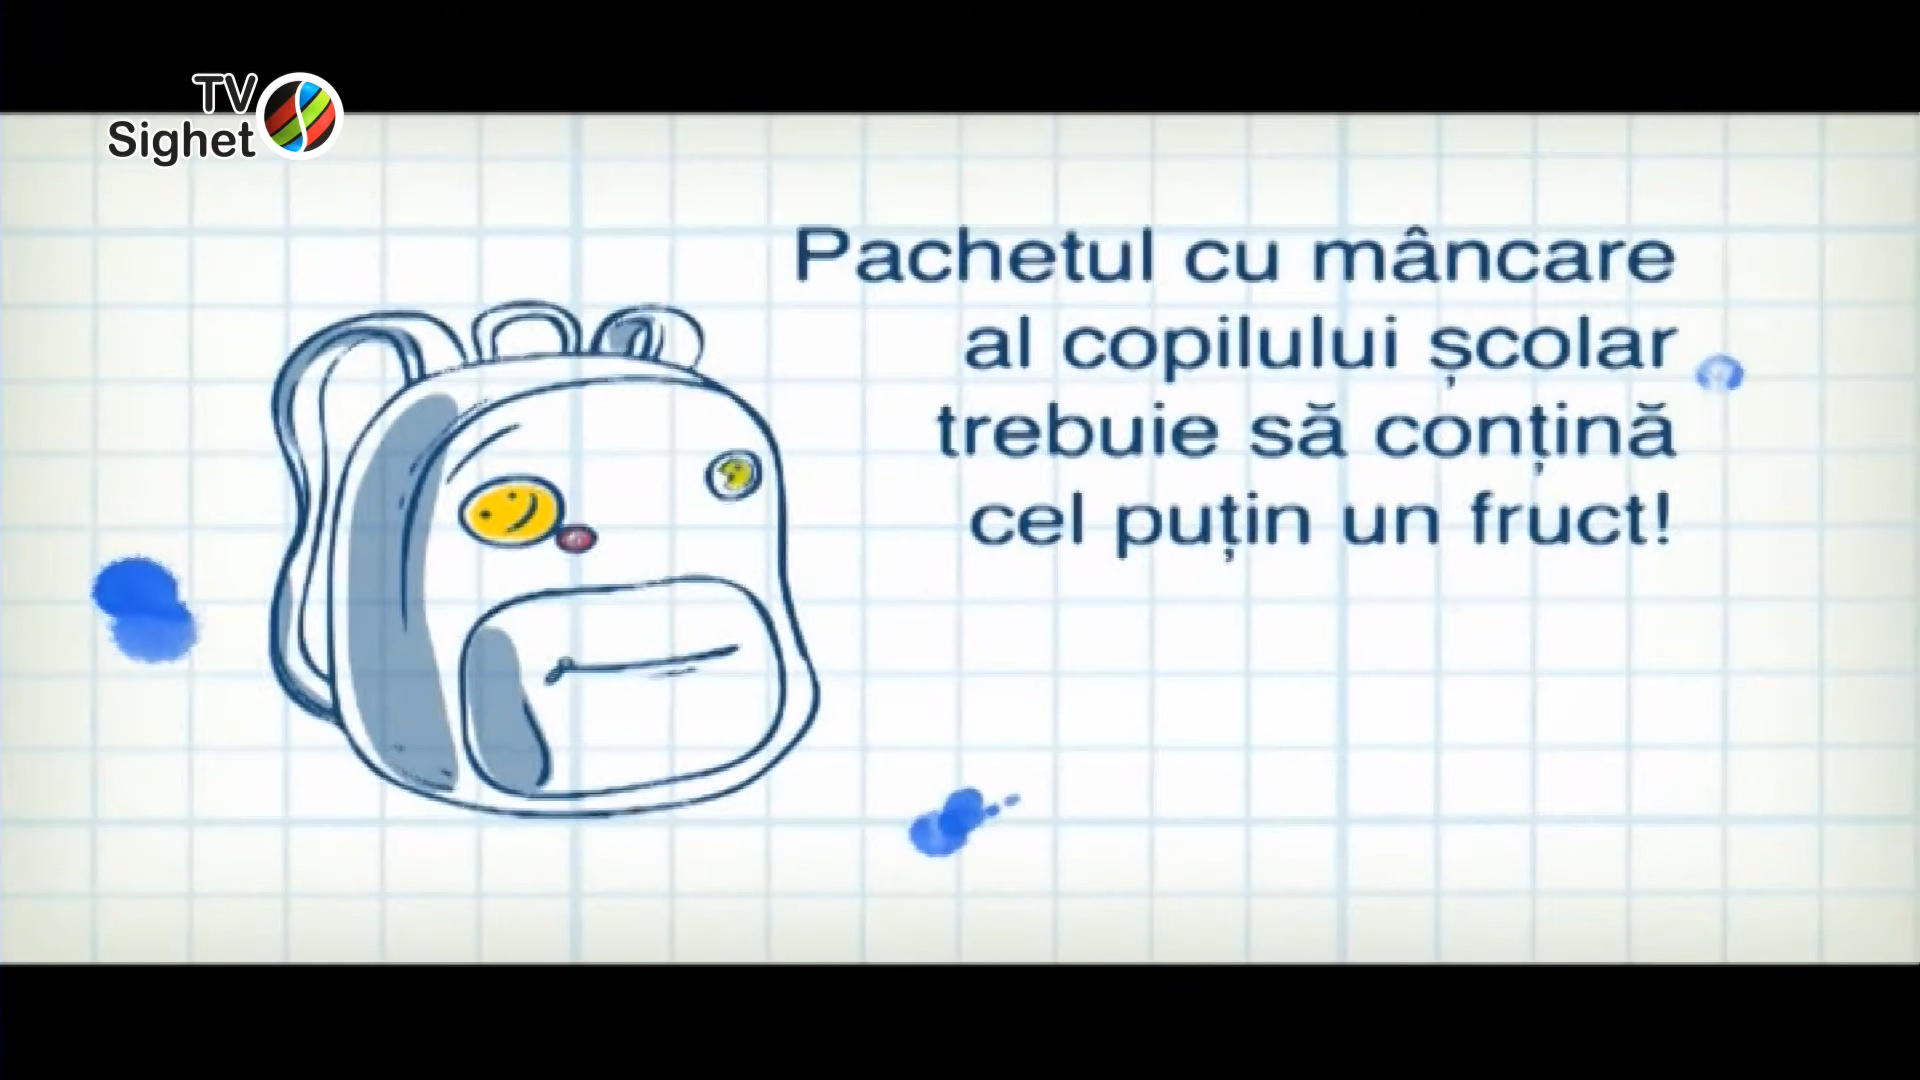 TV
Sighet
Pachetul cu mâncare
al copilului școlar
trebuie să conțină
cel puțin un fruct!